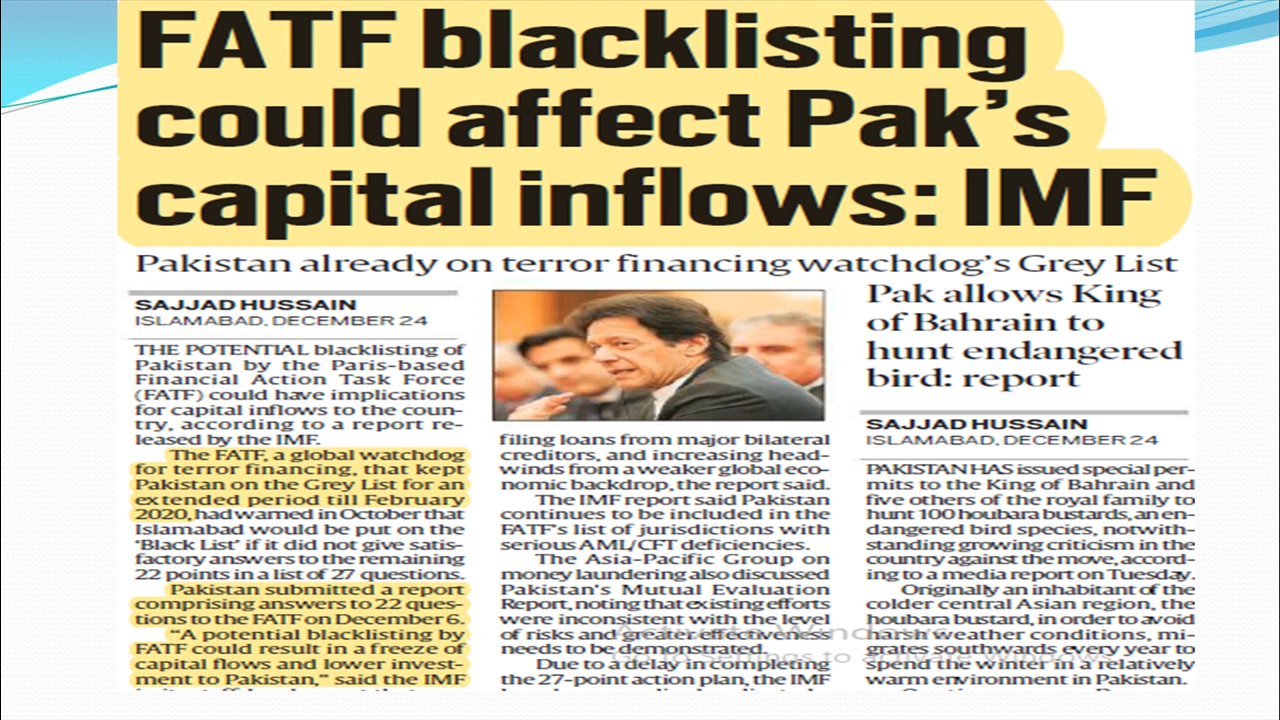 FATF blacklisting
could affect Pak's
capital inflows: IMF
Pakistan already on terror financing watchdog's Grey List
SAJJAD HUSSAIN
ISLAMABAD, DECEMBER 24
THE POTENTIAL blacklisting of
Pakistan by the Paris-based
Financial Action Task Force
(FATF) could have implications
for capital inflows to the coun-
try, according to a report re-
leased by the IMF.
The FATF, a global watchdog
for terror financing, that kept
Pakistan on the Grey List for an
extended period till February
2020, had warned in October that
Islamabad would be put on the
'Black List' if it did not give satis-
factory answers to the remaining
22 points in a list of 27 questions.
Pakistan submitted a report
comprising answers to 22 ques-
tions to the FATF on December 6.
"A potential blacklisting by
FATF could result in a freeze of
capital flows and lower invest-
ment to Pakistan," said the IMF
filing loans from major bilateral
creditors, and increasing head-
winds from a weaker global eco-
nomic backdrop, the report said.
The IMF report said Pakistan
continues to be included in the
FATF's list of jurisdictions with
serious AML/CFT deficiencies.
The Asia-Pacific Group on
money laundering also discussed
Pakistan's Mutual Evaluation
Report, noting that existing efforts
were inconsistent with the level
of risks and greater effectiveness
needs to be demonstrated.
Due to a delay in completing
the 27-point action plan, the IMF
Pak allows King
of Bahrain to
hunt endangered
bird: report
SAJJAD HUSSAIN
ISLAMABAD, DECEMBER 24
PAKISTAN HAS issued special per-
mits to the King of Bahrain and
five others of the royal family to
hunt 100 houbara bustards, an en-
dangered bird species, notwith-
standing growing criticism in the
country against the move, accord-
ing to a media report on Tuesday.
Originally an inhabitant of the
colder central Asian region, the
houbara bustard, in order to avoid
harsh weather conditions, mi-
grates southwards every year to
spend the winter in a relatively
warm environment in Pakistan.
Activate Windows
Go to Settings to activate Windows.